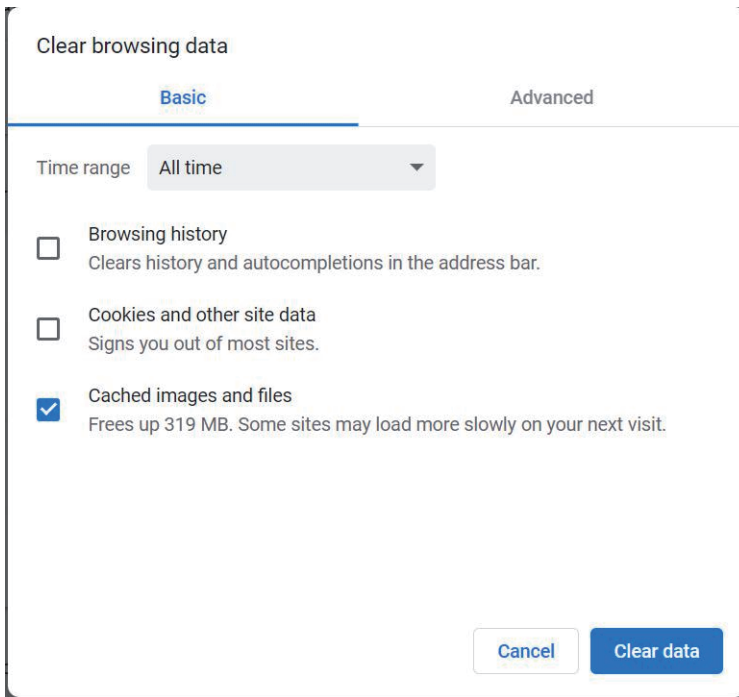 Clear browsing data
Basic Advanced
Time range All time
Browsing history
Clears history and autocompletions in the address bar.
Cookies and other site data
Signs you out of most sites.
Cached images and files
Frees up 319 MB. Some sites may load more slowly on your next visit.
Cancel Clear data